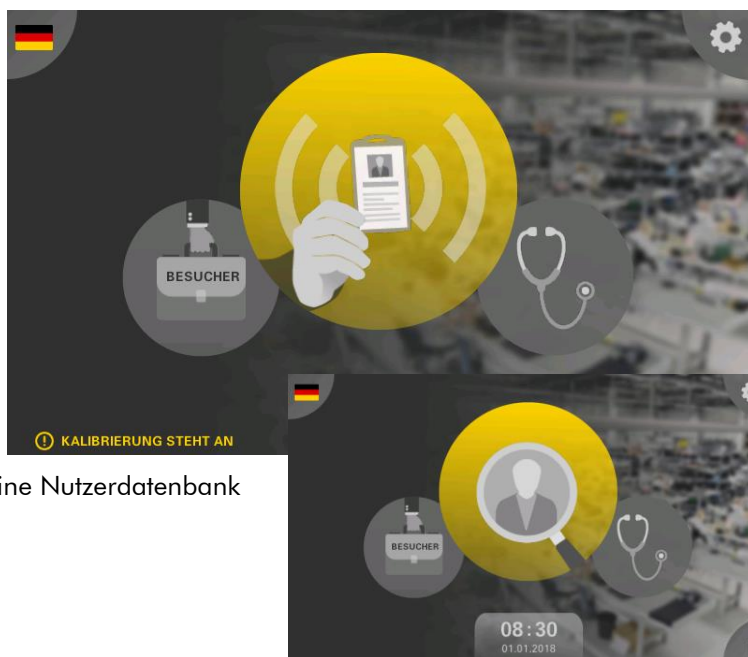 BESUCHER
KALIBRIERUNG STEHT AN
ine Nutzerdatenbank
BESUCHER
08:30
01.01.2018